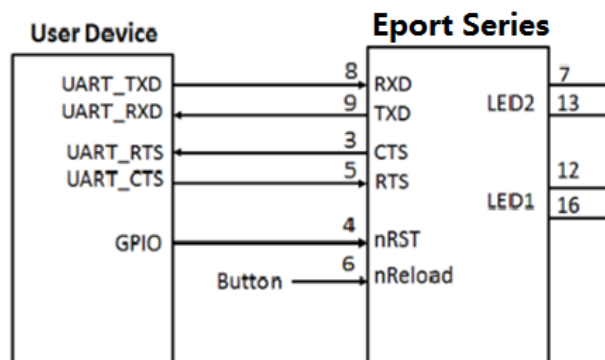 User Device
Eport Series
UART_TXD 8 RXD 7
UART_RXD 9 TXD LED2 13
UART_RTS 3 CTS 12
UART_CTS 5 RTS LED1 16
GPIO 4 nRST
Button 6 nReload